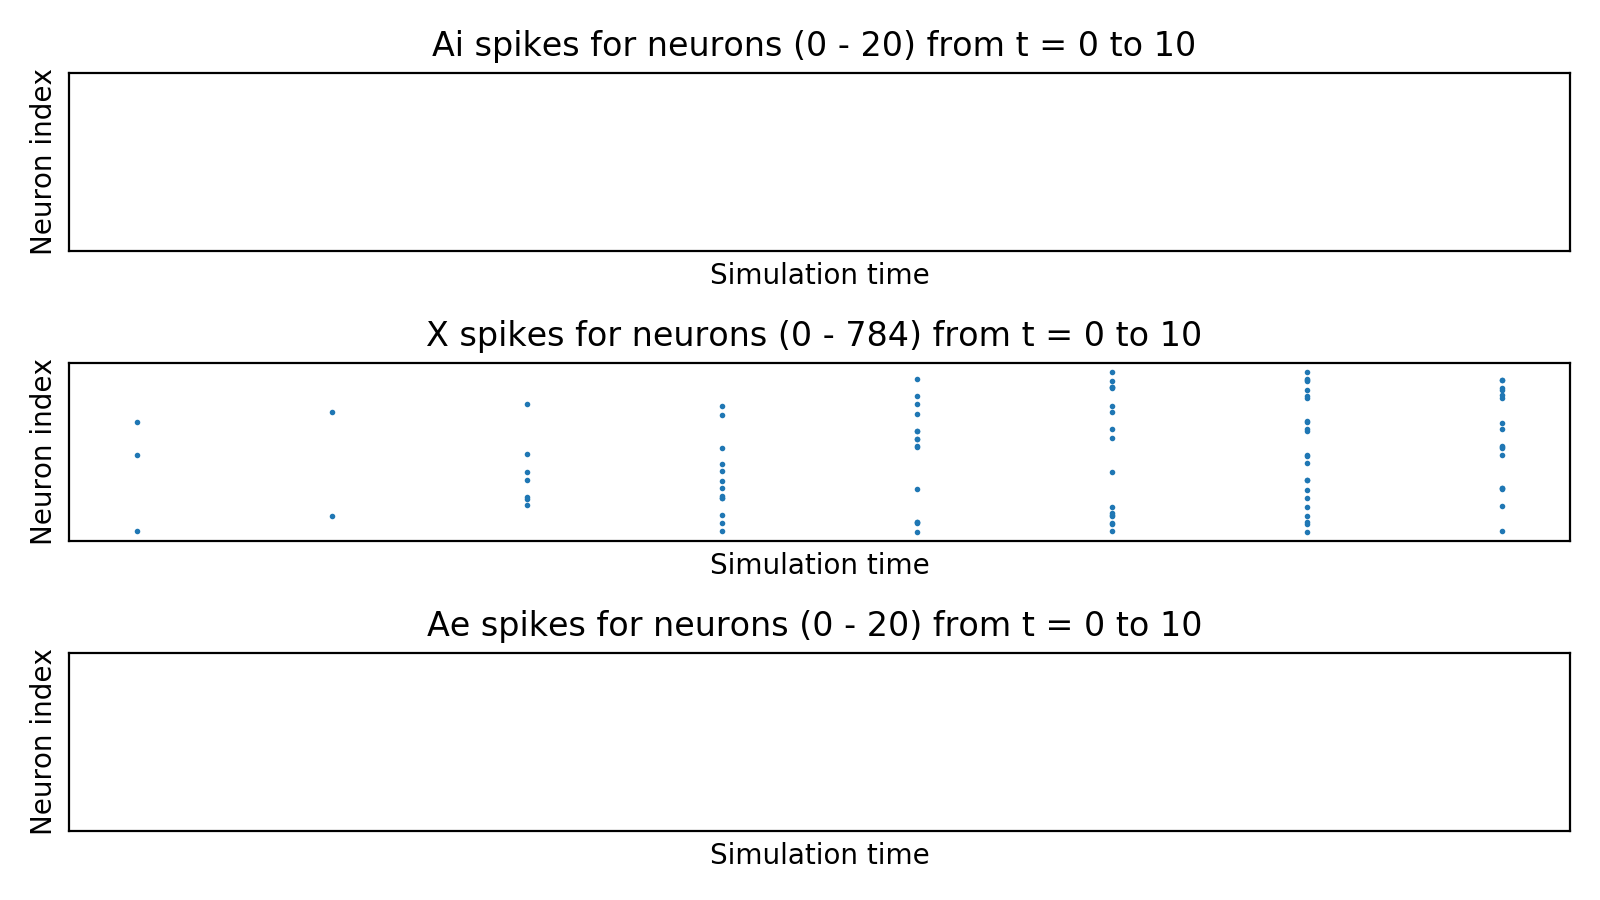 Ai spikes for neurons (0 - 20) from t = 0 to 10
Neuron index
Simulation time
X spikes for neurons (0 - 784) from t = 0 to 10
Neuron index
Simulation time
Ae spikes for neurons (0 - 20) from t = 0 to 10
Neuron index
Simulation time